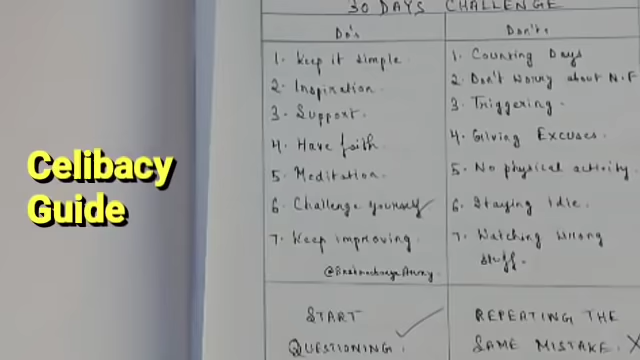 30 DAYS CHALLENGE
Do's
1. Keep it simple
2. Inspiration
3. Support
4. Have faith
5. Meditation
6. Challenge yourself
7. Keep improving
START
QUESTIONING.
Don'ts
1. Counting Days
2. Don't worry about N.F
3. Triggering.
4. Giving Excuses.
5. No physical activity.
6. Staying Idle.
7. Watching Wrong
stuff.
REPEATING THE
SAME MISTAKE.
Celibacy
Guide